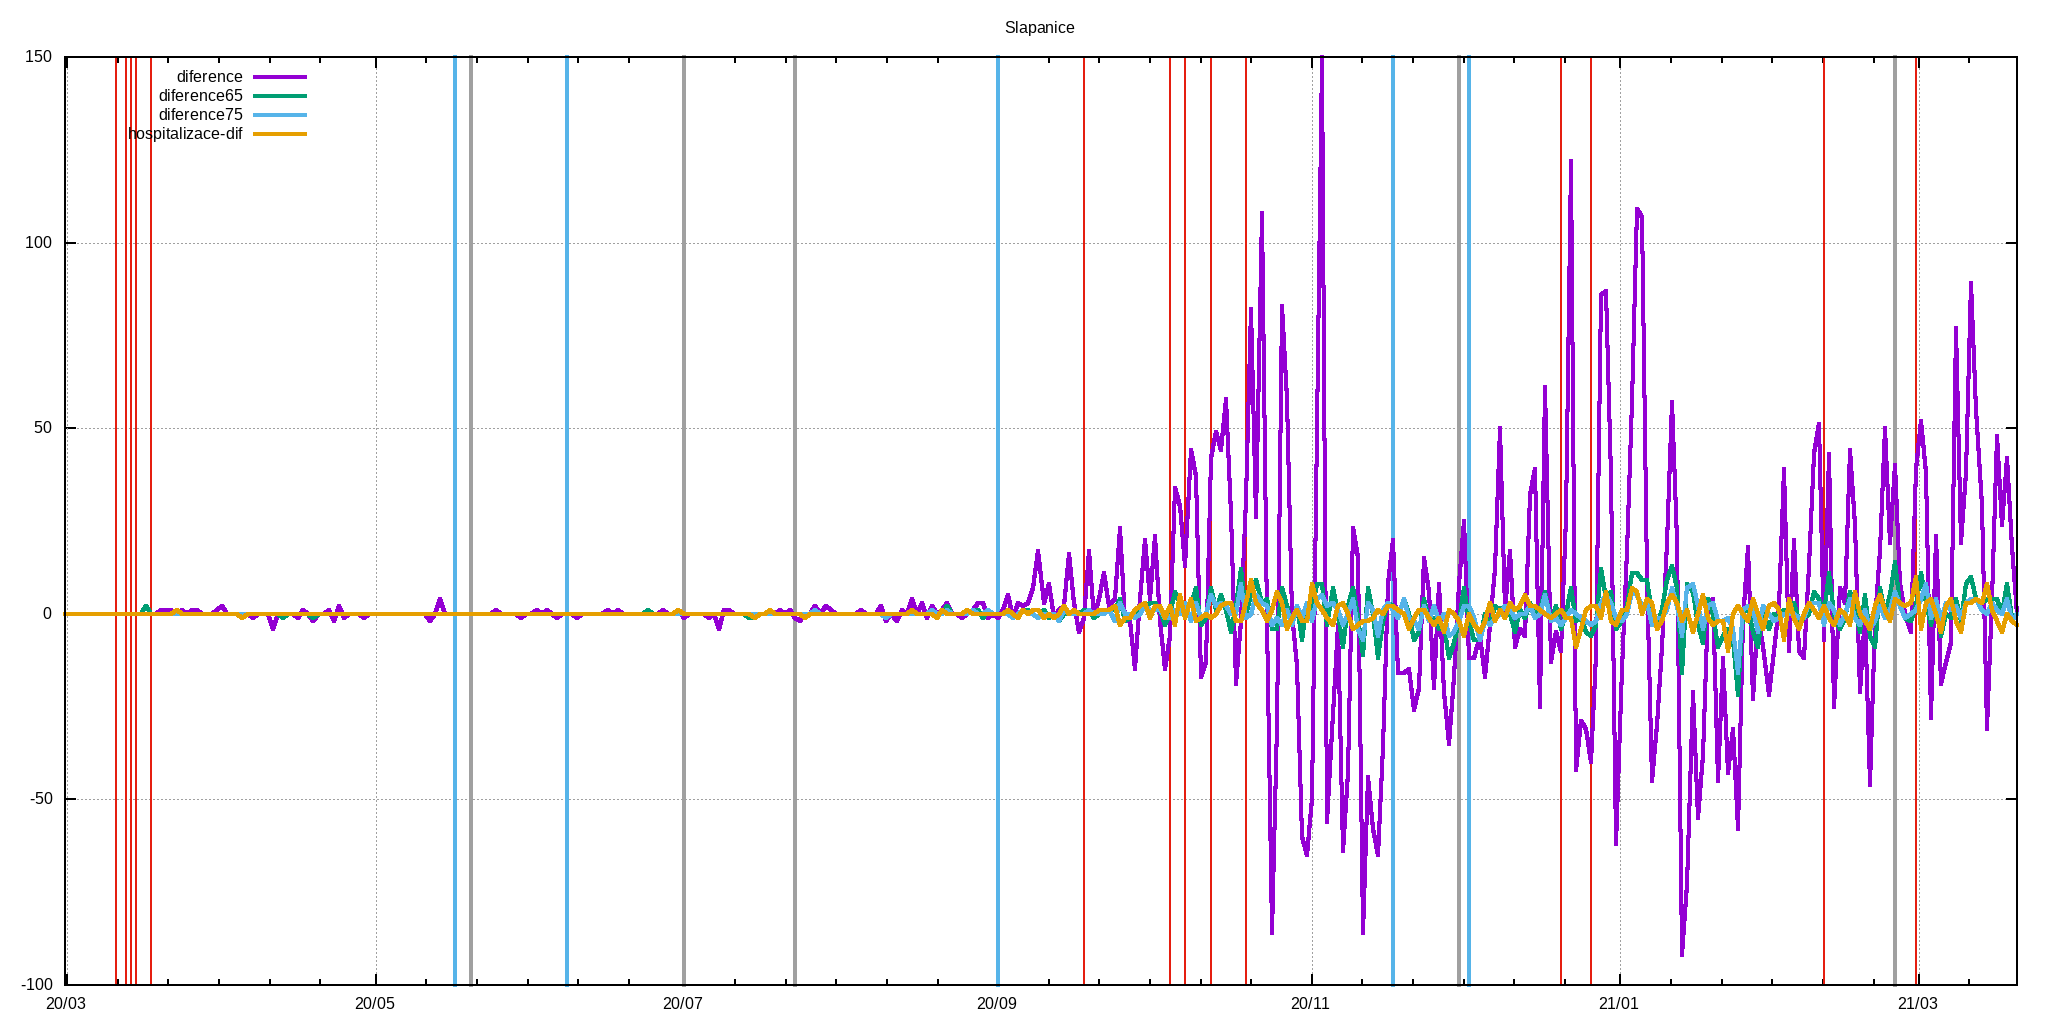 Slapanice
150
diference
diference65
diference75
hospitalizace-dif
100
50
0
-50
-100
20/03 20/05 20/07 20/09 20/11 21/01 21/03